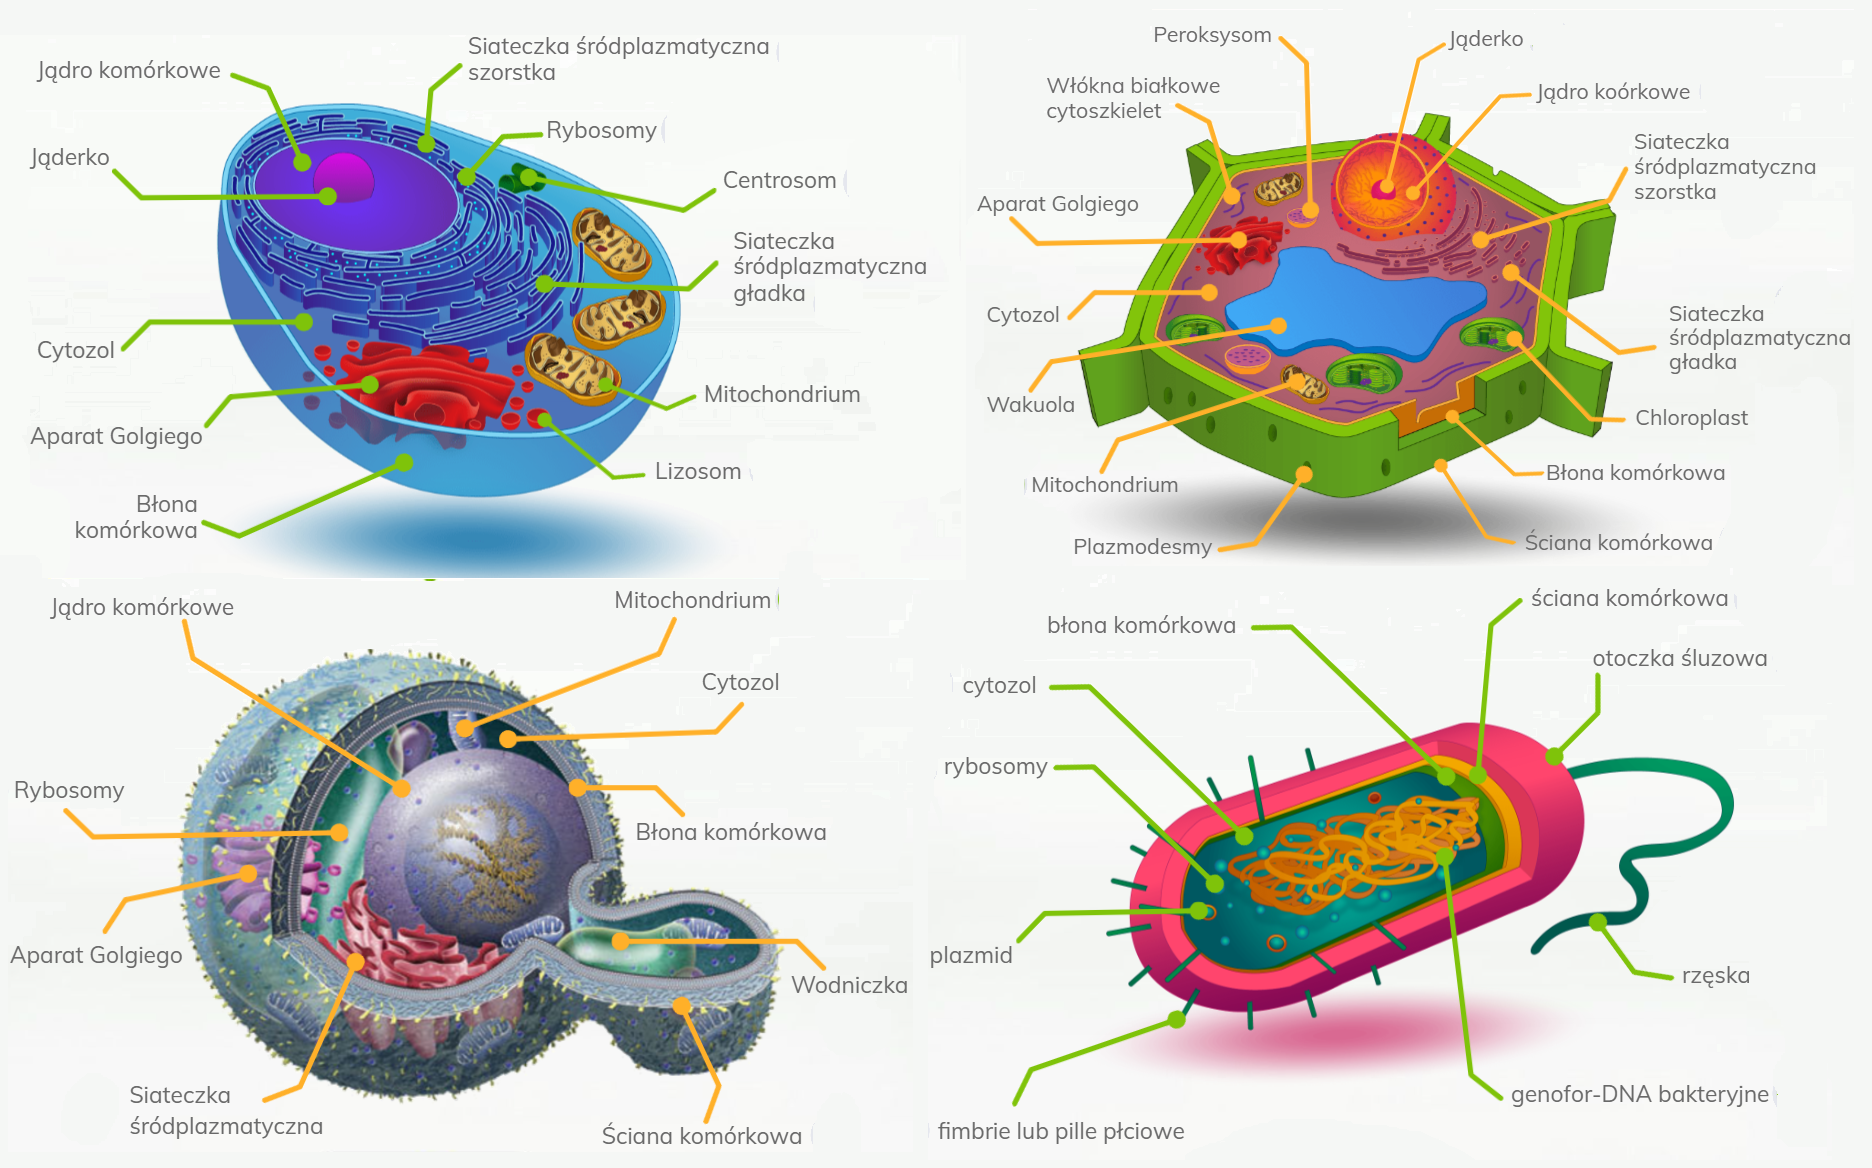 Jądro komórkowe
Siateczka śródplazmatyczna
szorstka
Jąderko
Rybosomy
Centrosom
Siateczka
śródplazmatyczna
gładka
Cytozol
Mitochondrium
Aparat Golgiego
Lizosom
Błona
komórkowa
Peroksysom
Jąderko
Włókna białkowe
cytoszkielet
Jądro koórkowe
Siateczka
śródplazmatyczna
szorstka
Aparat Golgiego
Cytozol
Siateczka
śródplazmatyczna
gładka
Wakuola
Chloroplast
Mitochondrium
Błona komórkowa
Plazmodesmy
Ściana komórkowa
Jądro komórkowe
Mitochondrium
Cytozol
Rybosomy
Błona komórkowa
Aparat Golgiego
Wodniczka
Siateczka
śródplazmatyczna
Ściana komórkowa
ściana komórkowa
błona komórkowa
otoczka śluzowa
cytozol
rybosomy
plazmid
rzęska
genofor-DNA bakteryjne
fimbrie lub pille płciowe